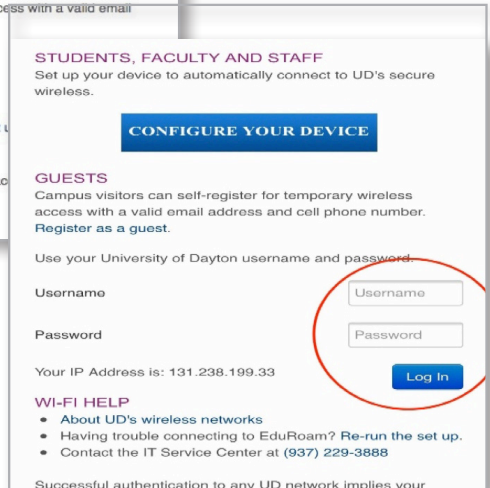 cess with a valid email
STUDENTS, FACULTY AND STAFF
Set up your device to automatically connect to UD's secure
wireless.
CONFIGURE YOUR DEVICE
GUESTS
Campus visitors can self-register for temporary wireless
access with a valid email address and cell phone number.
Register as a guest.
Use your University of Dayton username and password.
Username
Username
Password
Password
Your IP Address is: 131.238.199.33
Log In
WI-FI HELP
• About UD's wireless networks
• Having trouble connecting to EduRoam? Re-run the set up.
• Contact the IT Service Center at (937) 229-3888
Successful authentication to any UD network implies your